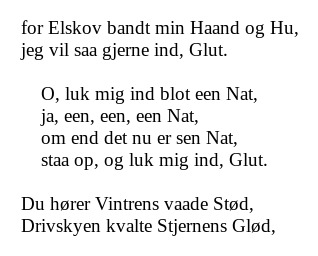 for Elskov bandt min Haand og Hu,
jeg vil saa gjerne ind, Glut.
O, luk mig ind blot een Nat,
ja, een, een, een Nat,
om end det nu er sen Nat,
staa op, og luk mig ind, Glut.
Du hører Vintrens vaade Stød,
Drivskyen kvalte Stjernens Glød,